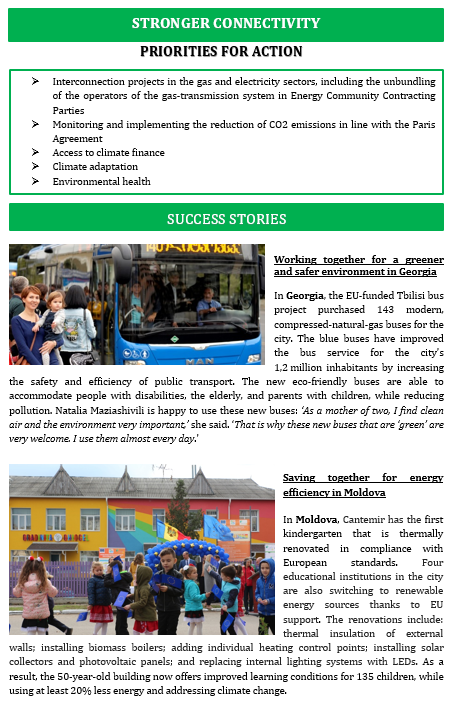 STRONGER CONNECTIVITY
PRIORITIES FOR ACTION
➢ Interconnection projects in the gas and electricity sectors, including the unbundling
of the operators of the gas-transmission system in Energy Community Contracting
Parties
➢ Monitoring and implementing the reduction of CO2 emissions in line with the Paris
Agreement
➢ Access to climate finance
➢ Climate adaptation
➢ Environmental health
SUCCESS STORIES
MAN
Working together for a greener
and safer environment in Georgia
In Georgia, the EU-funded Tbilisi bus
project purchased 143 modern,
compressed-natural-gas buses for the
city. The blue buses have improved
the bus service for the city's
1,2 million inhabitants by increasing
the safety and efficiency of public transport. The new eco-friendly buses are able to
accommodate people with disabilities, the elderly, and parents with children, while reducing
pollution. Natalia Maziashivili is happy to use these new buses: ‘As a mother of two, I find clean
air and the environment very important,’ she said. ‘That is why these new buses that are ‘green’ are
very welcome. I use them almost every day.’
Saving together for energy
efficiency in Moldova
In Moldova, Cantemir has the first
kindergarten that is thermally
renovated in compliance with
European standards. Four
educational institutions in the city
are also switching to renewable
energy sources thanks to EU
support. The renovations include:
thermal insulation of external
walls; installing biomass boilers; adding individual heating control points; installing solar
collectors and photovoltaic panels; and replacing internal lighting systems with LEDs. As a
result, the 50-year-old building now offers improved learning conditions for 135 children, while
using at least 20% less energy and addressing climate change.